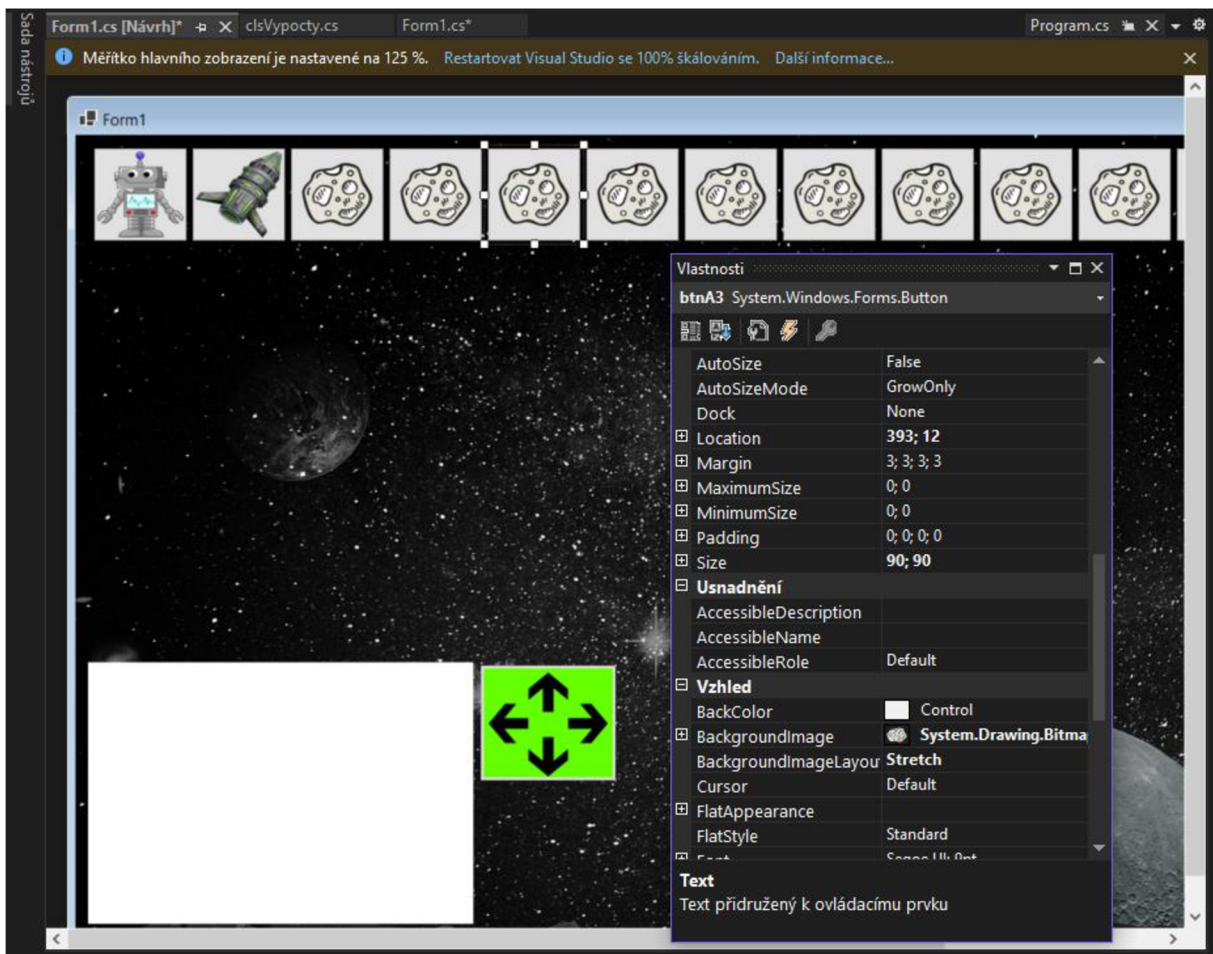 Sada nástrojů
Form1.cs [Návrh]* clsVypocty.cs Form1.cs* Program.cs
Měřítko hlavního zobrazení je nastavené na 125 %. Restartovat Visual Studio se 100% škálováním. Další informace...
Form1
Vlastnosti
btnA3 System.Windows.Forms.Button
AutoSize False
AutoSizeMode GrowOnly
Dock None
Location 393; 12
Margin 3; 3; 3; 3
MaximumSize 0; 0
MinimumSize 0; 0
Padding 0; 0; 0; 0
Size 90; 90
Usnadnění
AccessibleDescription
AccessibleName
AccessibleRole Default
Vzhled
BackColor Control
BackgroundImage System.Drawing.Bitma
BackgroundImageLayou Stretch
Cursor Default
FlatAppearance
FlatStyle Standard
Text
Text přidružený k ovládacímu prvku